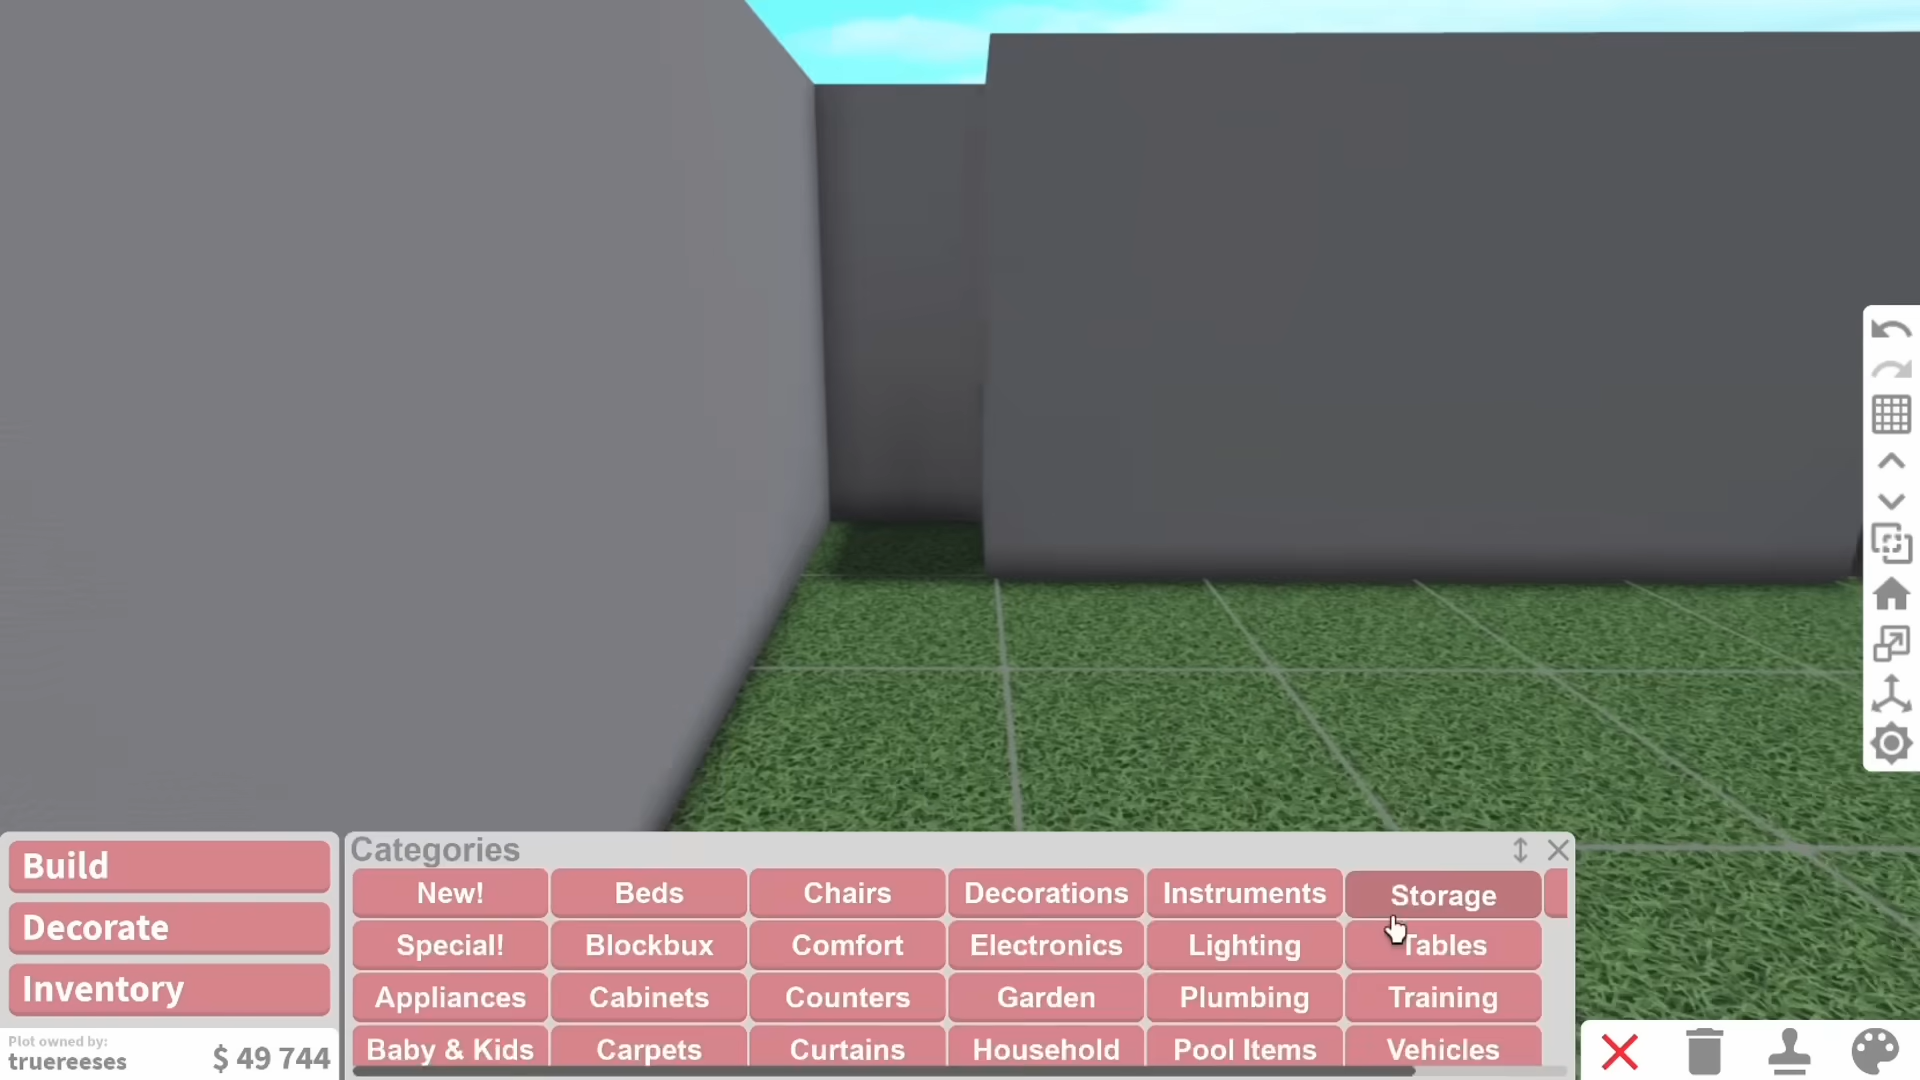 Build
Decorate
Inventory
Plot owned by:
truereeses
$ 49 744
Categories
New! Beds Chairs Decorations Instruments Storage
Special! Blockbux Comfort Electronics Lighting Tables
Appliances Cabinets Counters Garden Plumbing Training
Baby & Kids Carpets Curtains Household Pool Items Vehicles